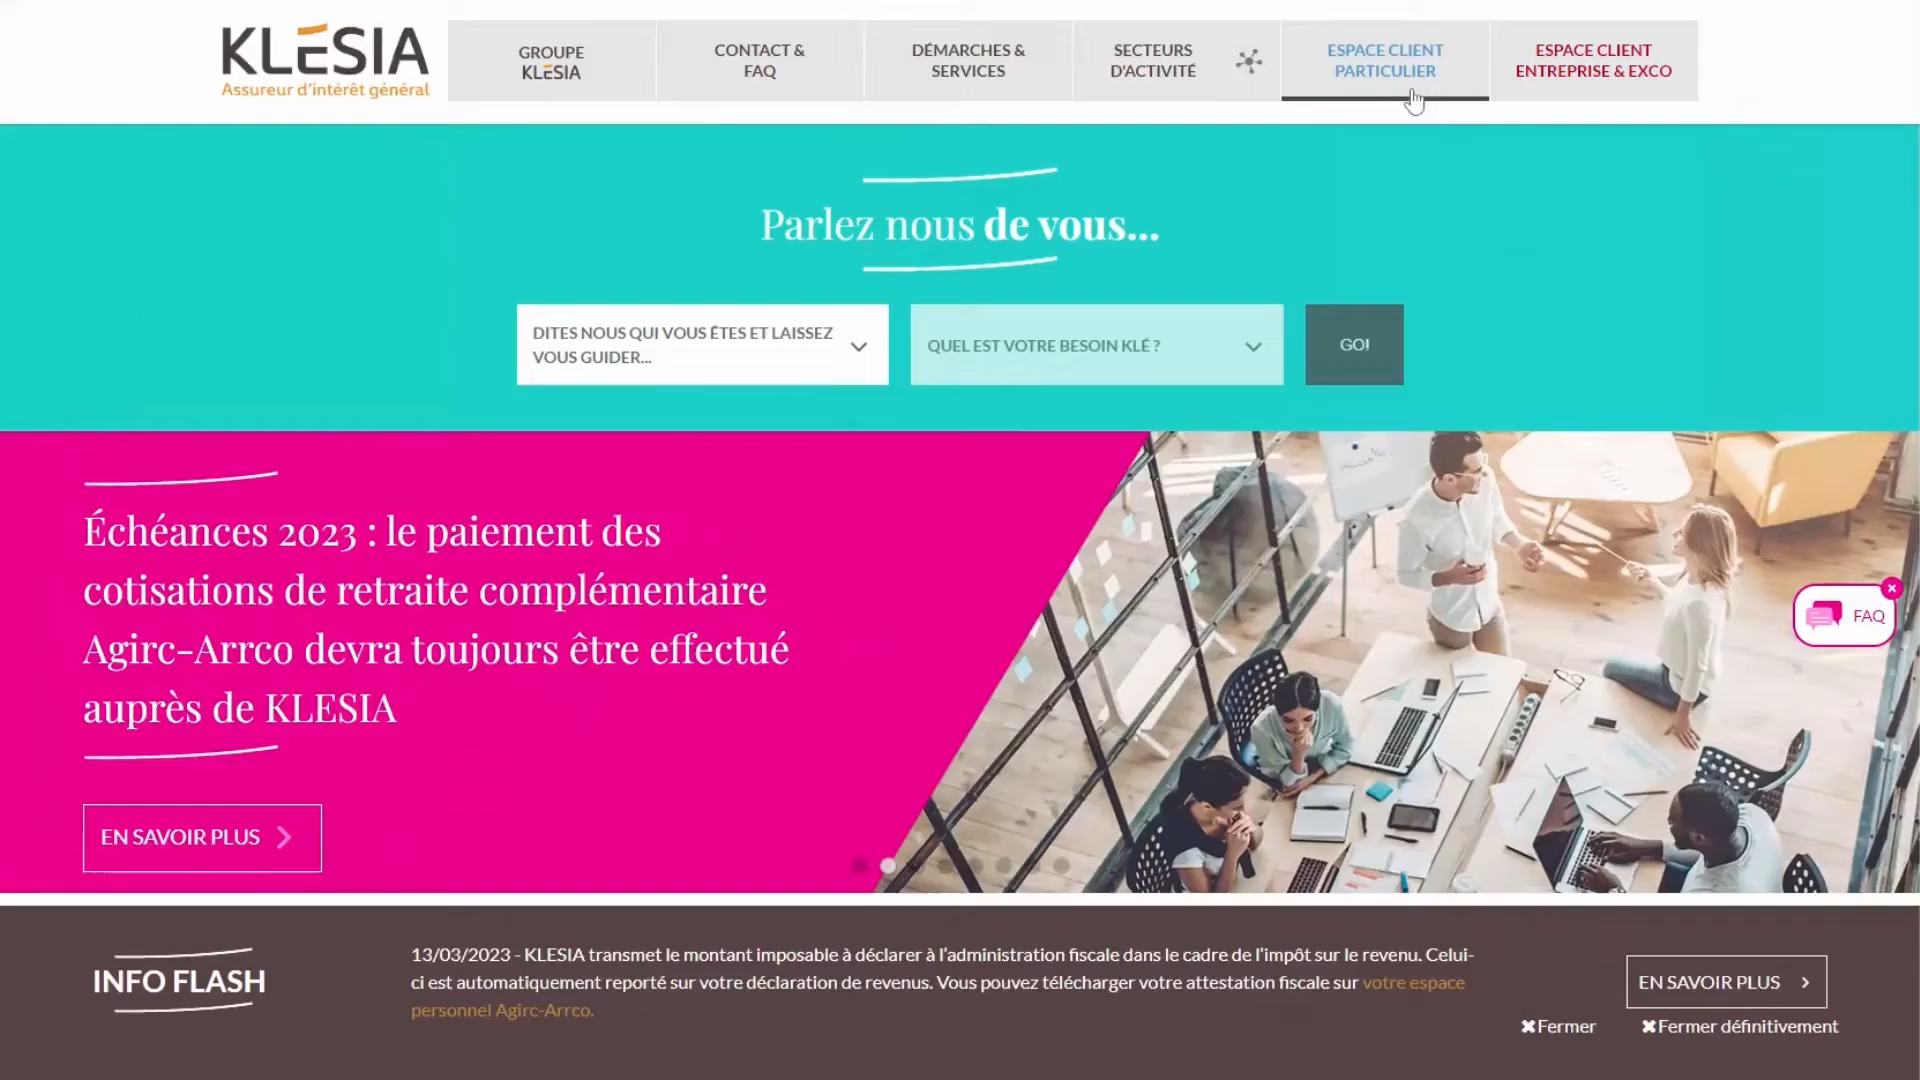 KLESIA
Assureur d'intérêt général
GROUPE
KLESIA
CONTACT &
FAQ
DÉMARCHES &
SERVICES
SECTEURS
D'ACTIVITÉ
ESPACE CLIENT
PARTICULIER
ESPACE CLIENT
ENTREPRISE & EXCO
Parlez nous de vous...
DITES NOUS QUI VOUS ÊTES ET LAISSEZ
VOUS GUIDER...
QUEL EST VOTRE BESOIN KLÉ ?
GO!
Échéances 2023 : le paiement des
cotisations de retraite complémentaire
Agirc-Arrco devra toujours être effectué
auprès de KLESIA
EN SAVOIR PLUS
FAQ
INFO FLASH
13/03/2023 - KLESIA transmet le montant imposable à déclarer à l'administration fiscale dans le cadre de l'impôt sur le revenu. Celui-
ci est automatiquement reporté sur votre déclaration de revenus. Vous pouvez télécharger votre attestation fiscale sur votre espace
personnel Agirc-Arrco.
EN SAVOIR PLUS
Fermer
Fermer définitivement